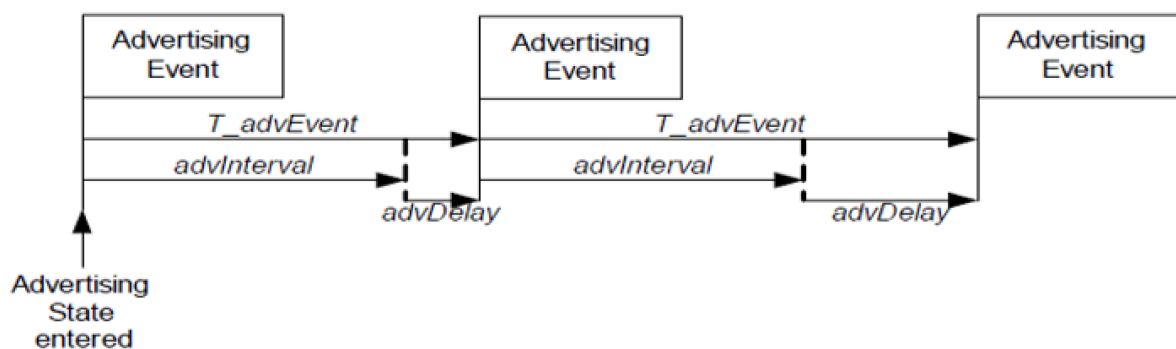 Advertising
Event
Advertising
Event
Advertising
Event
T_advEvent
T_advEvent
advInterval
advInterval
advDelay
advDelay
Advertising
State
entered